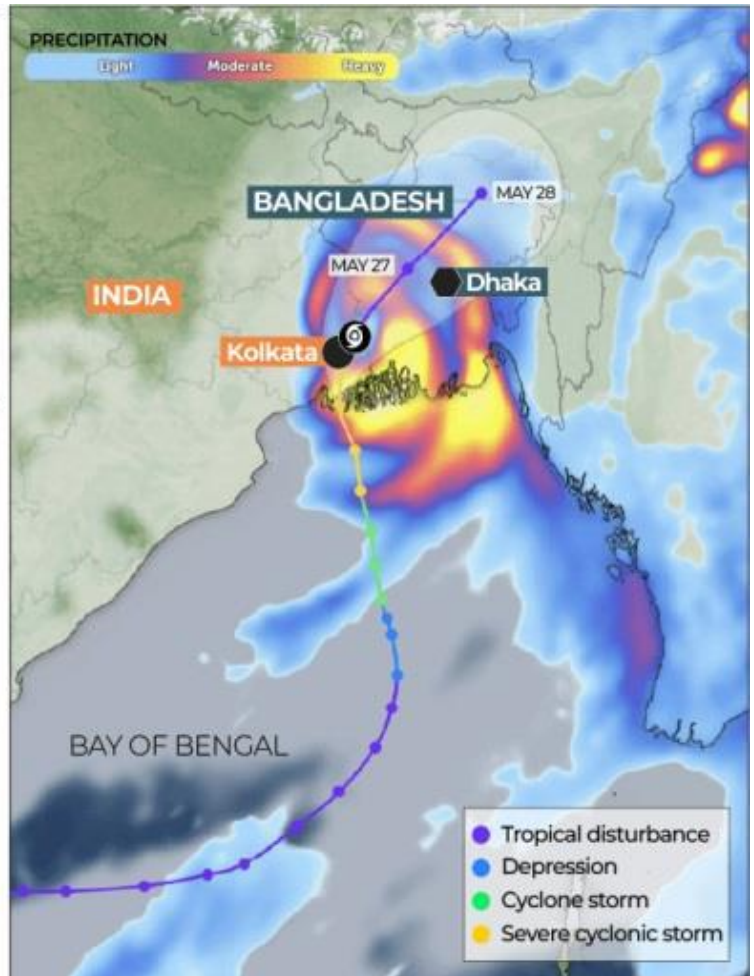 PRECIPITATION
Light Moderate Heavy
BANGLADESH
MAY 28
MAY 27
Dhaka
INDIA
Kolkata
BAY OF BENGAL
Tropical disturbance
Depression
Cyclone storm
Severe cyclonic storm